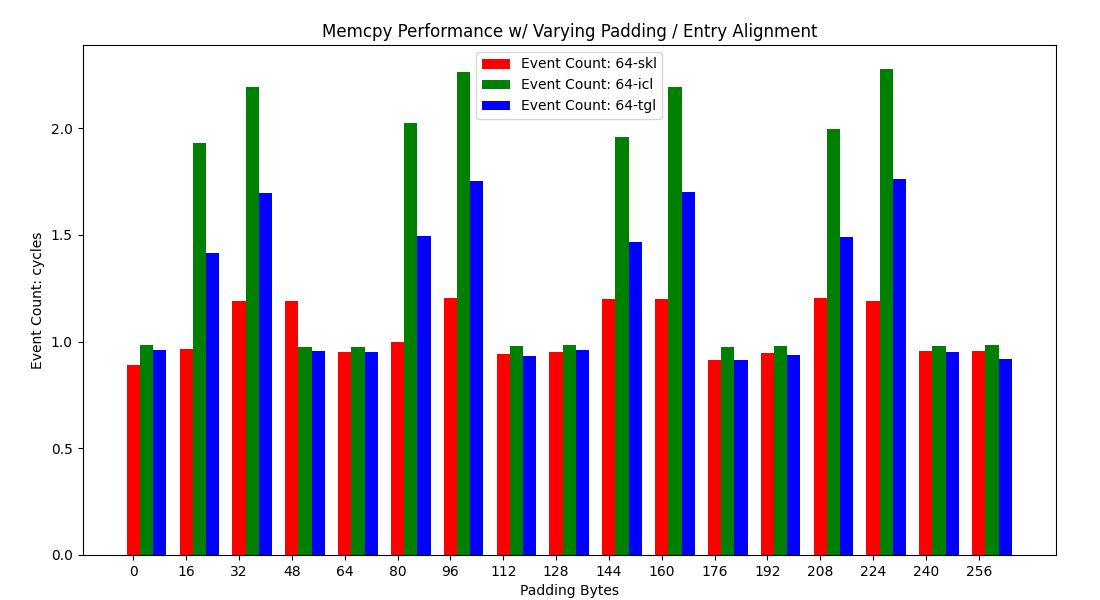 Memcpy Performance w/ Varying Padding / Entry Alignment
Event Count: 64-skl
Event Count: 64-icl
Event Count: 64-tgl
Event Count: cycles
2.0
1.5
1.0
0.5
0.0
0 16 32 48 64 80 96 112 128 144 160 176 192 208 224 240 256
Padding Bytes